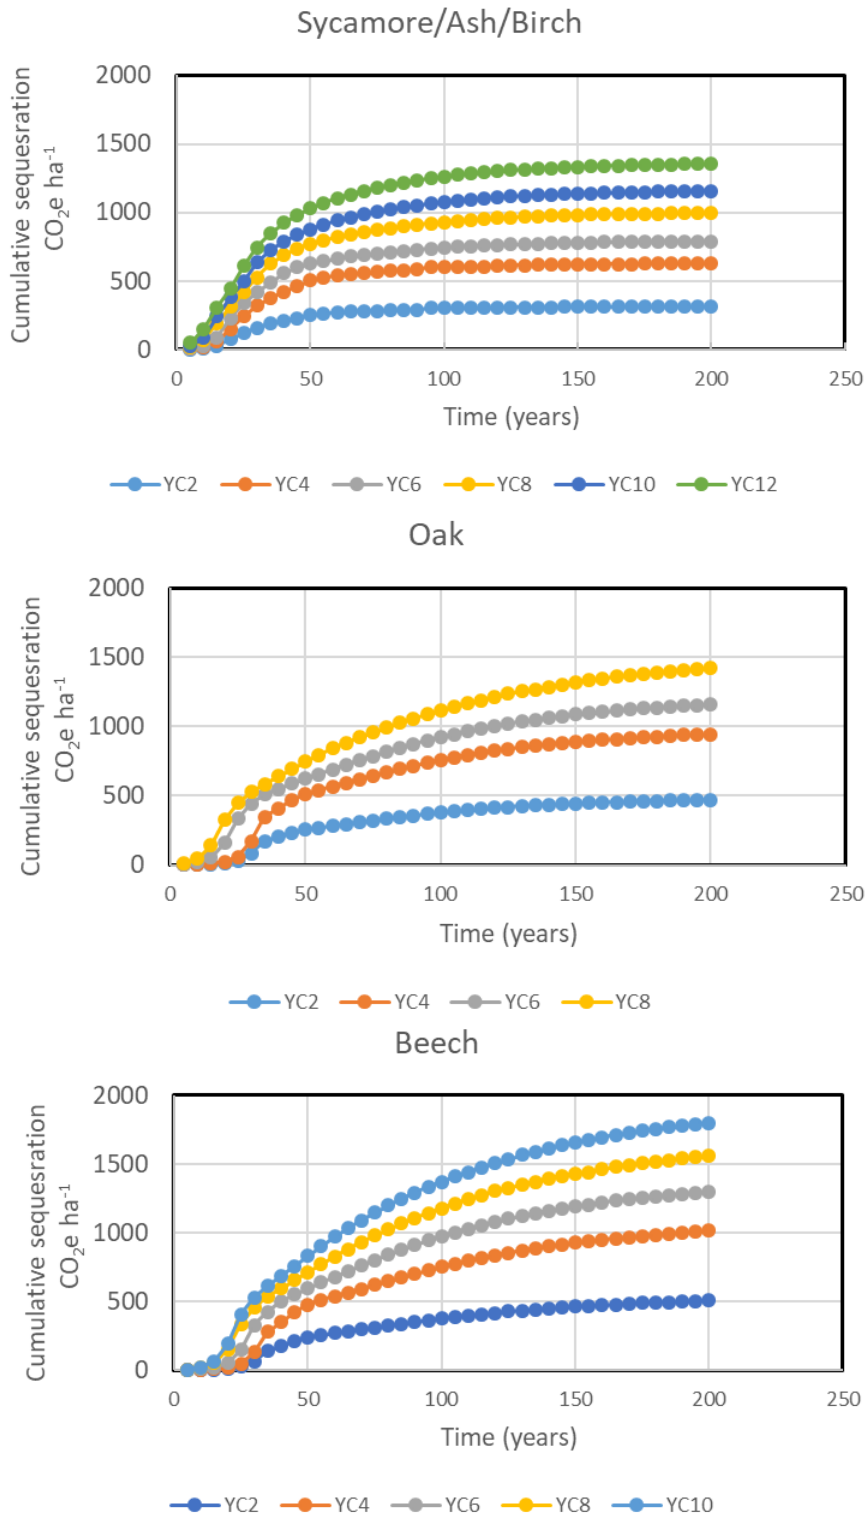 Sycamore/Ash/Birch
Cumulative sequesration
CO₂e ha⁻¹
2000
1500
1000
500
0
0 50 100 150 200 250
Time (years)
YC2 YC4 YC6 YC8 YC10 YC12
Oak
Cumulative sequesration
CO₂e ha⁻¹
2000
1500
1000
500
0
0 50 100 150 200 250
Time (years)
YC2 YC4 YC6 YC8
Beech
Cumulative sequesration
CO₂e ha⁻¹
2000
1500
1000
500
0
0 50 100 150 200 250
Time (years)
YC2 YC4 YC6 YC8 YC10